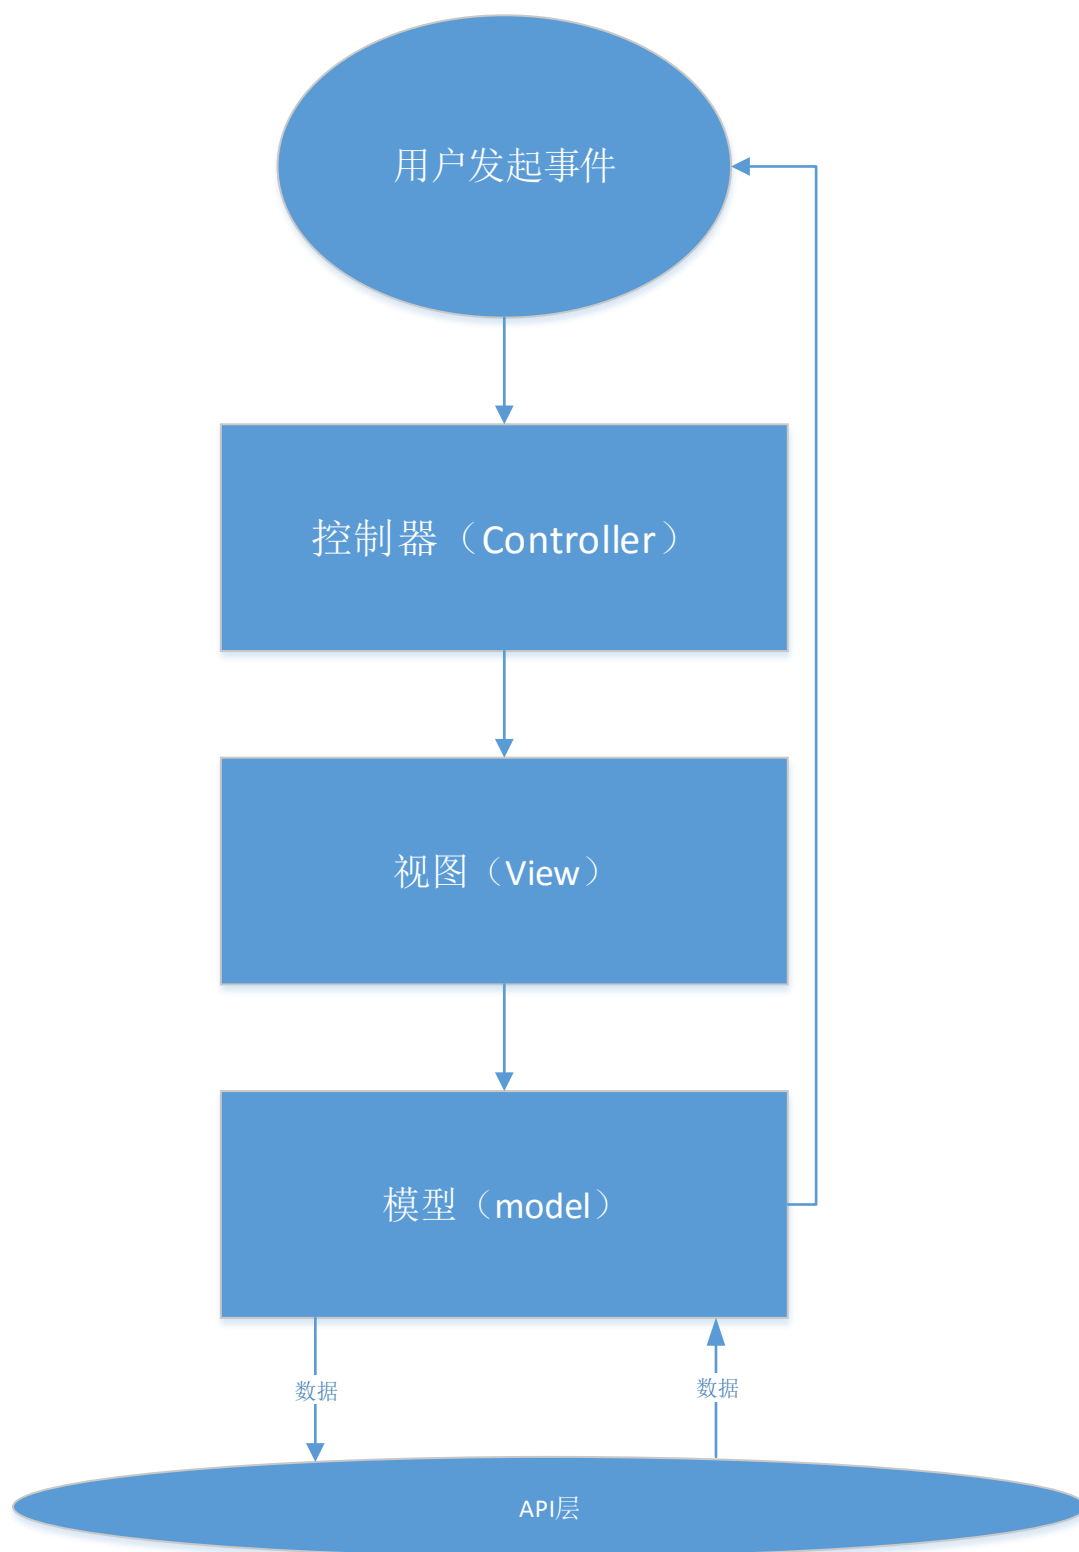 用户发起事件
控制器（Controller）
视图（View）
模型（model）
数据
数据
API层